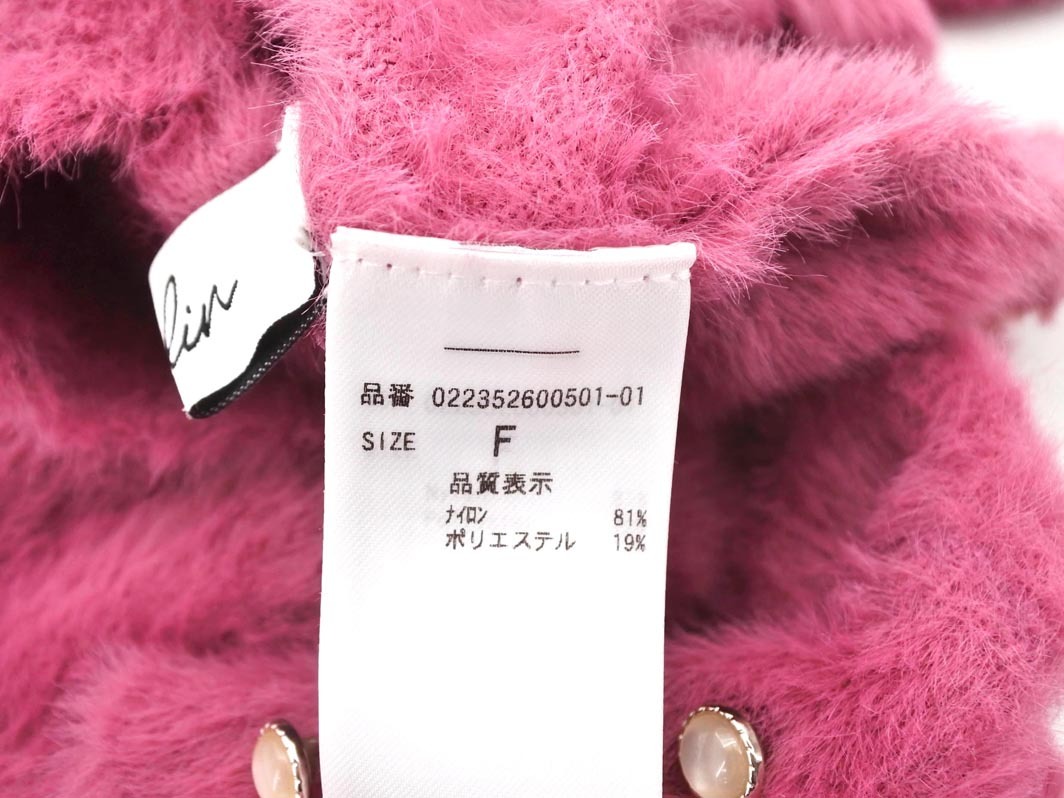 lin
品番 022352600501-01
SIZE F
品質表示
ﾅｲﾛﾝ 81%
ポリエステル 19%